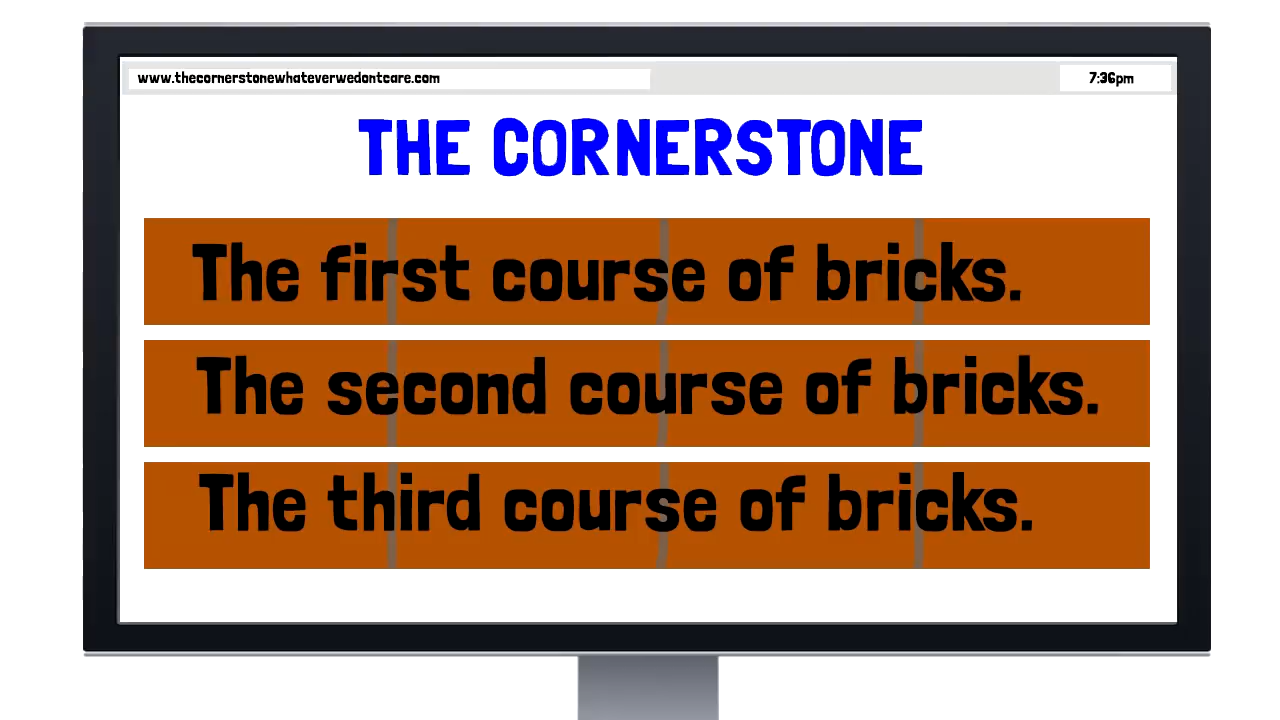 www.thecornerstonewhateverwedontcare.com
7:36pm
THE CORNERSTONE
The first course of bricks.
The second course of bricks.
The third course of bricks.